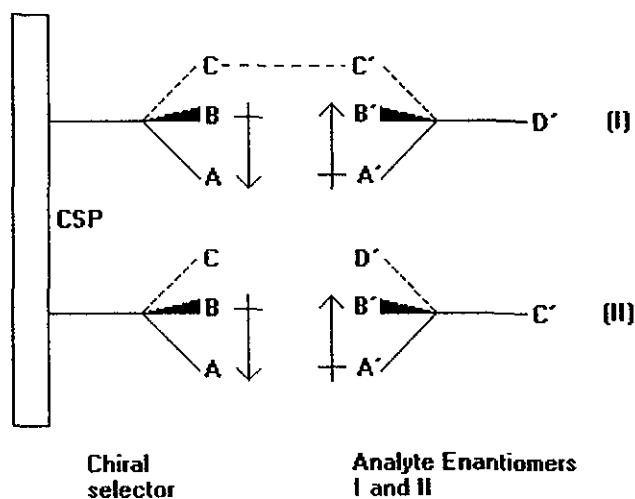 C C´
B B´ D´ (I)
A A´
CSP
C D´
B B´ C´ (II)
A A´
Chiral Analyte Enantiomers
selector I and II